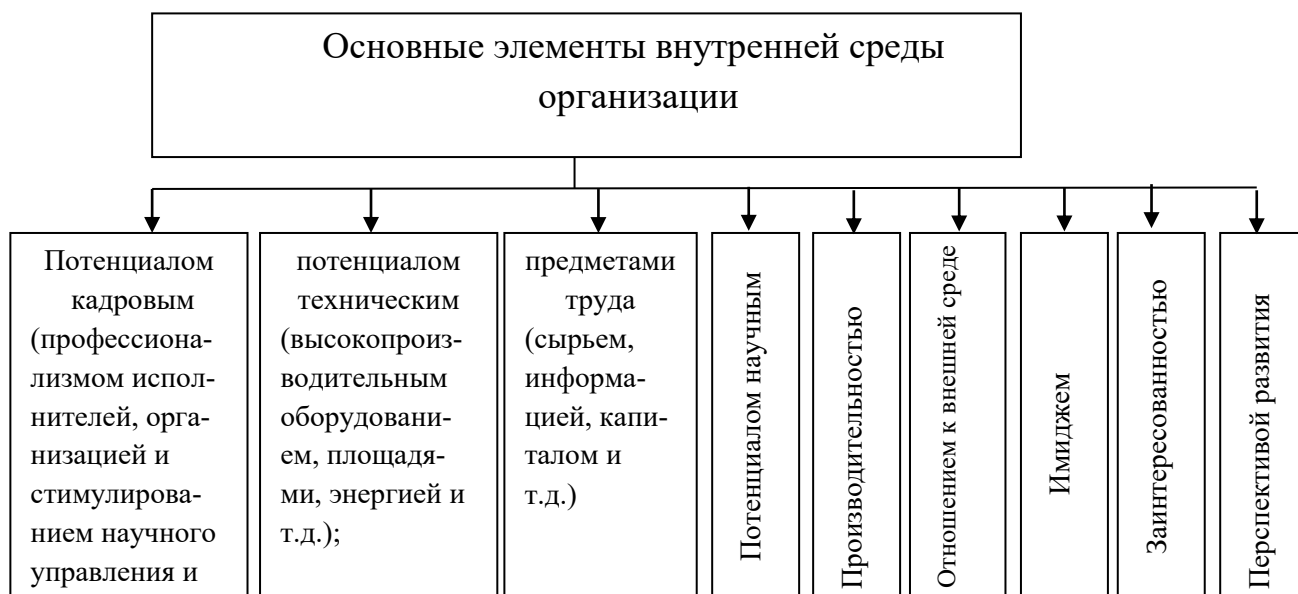 Основные элементы внутренней среды
организации
Потенциалом
кадровым
(профессиона-
лизмом испол-
нителей, орга-
низацией и
стимулирова-
нием научного
управления и
потенциалом
техническим
(высокопроиз-
водительным
оборудовани-
ем, площадя-
ми, энергией и
т.д.);
предметами
труда
(сырьем,
информа-
цией, капи-
талом и
т.д.)
Потенциалом научным
Производительностью
Отношением к внешней среде
Имиджем
Заинтересованностью
Перспективой развития